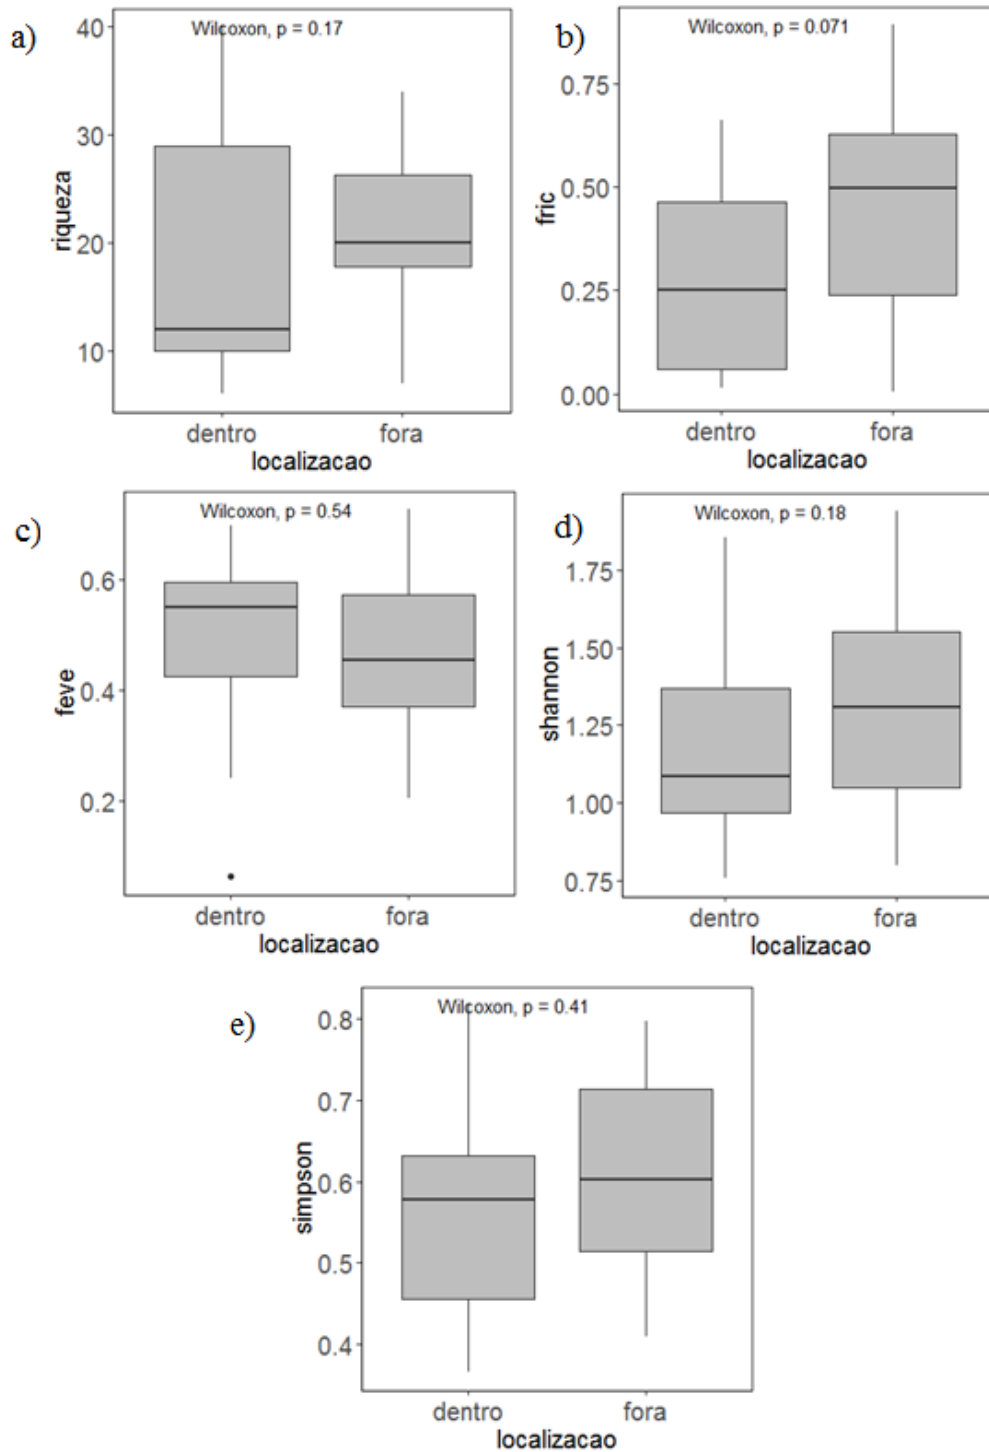 a)
Wilcoxon, p = 0.17
40
30
20
10
riqueza
dentro fora
localizacao
b)
Wilcoxon, p = 0.071
0.75
0.50
0.25
0.00
fric
dentro fora
localizacao
c)
Wilcoxon, p = 0.54
0.6
0.4
0.2
feve
dentro fora
localizacao
d)
Wilcoxon, p = 0.18
1.75
1.50
1.25
1.00
0.75
shannon
dentro fora
localizacao
e)
Wilcoxon, p = 0.41
0.8
0.7
0.6
0.5
0.4
simpson
dentro fora
localizacao